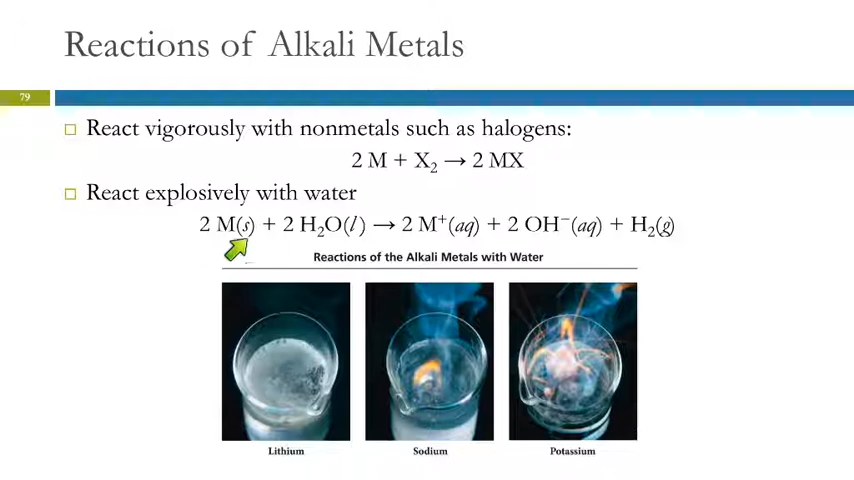 Reactions of Alkali Metals
79
React vigorously with nonmetals such as halogens:
2 M + X₂ → 2 MX
React explosively with water
2 M(s) + 2 H₂O(l) → 2 M⁺(aq) + 2 OH⁻(aq) + H₂(g)
Reactions of the Alkali Metals with Water
Lithium Sodium Potassium